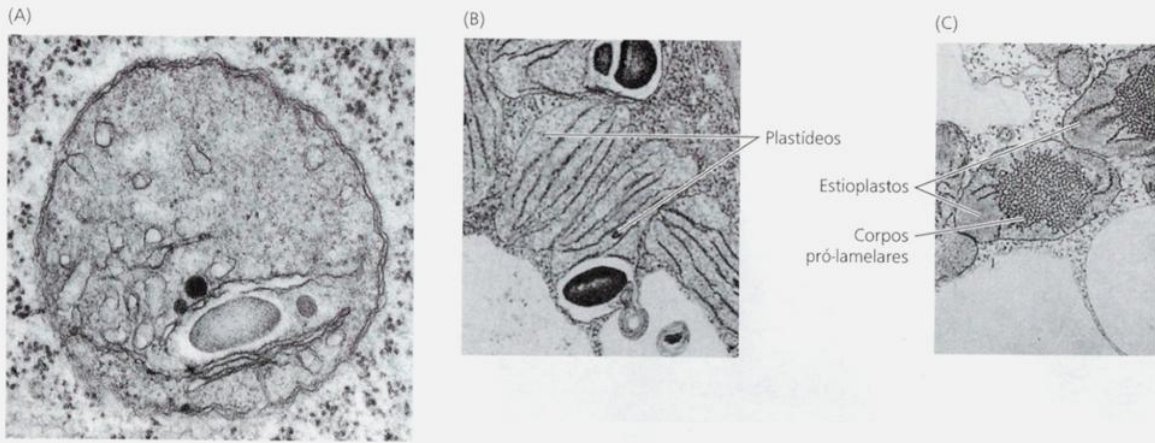 (A)
(B)
(C)
Plastídeos
Estioplastos
Corpos
pró-lamelares